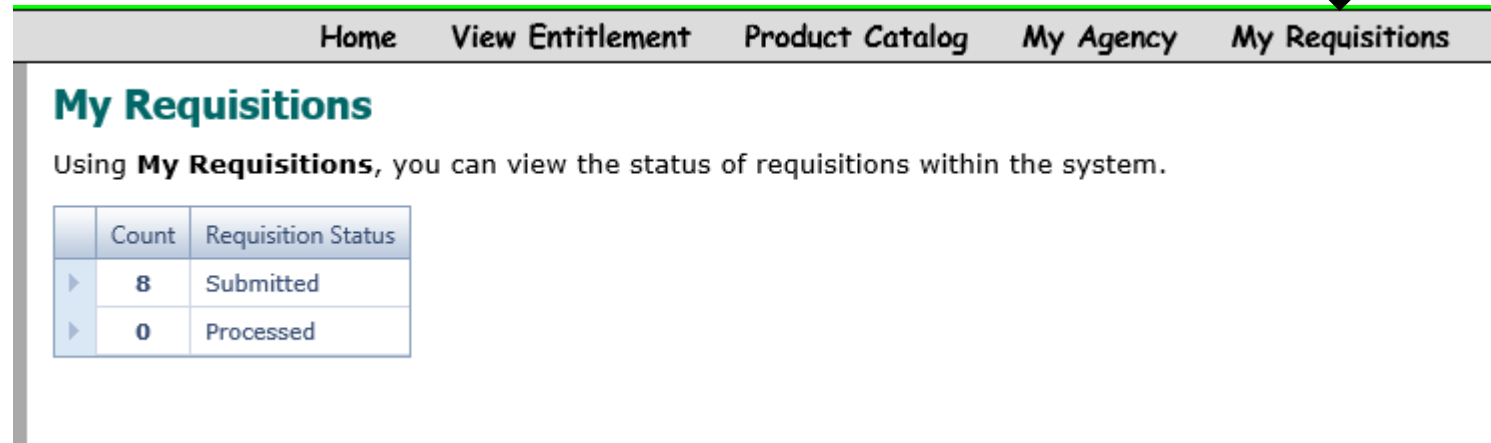 Home View Entitlement Product Catalog My Agency My Requisitions
My Requisitions
Using My Requisitions, you can view the status of requisitions within the system.
Count Requisition Status
8 Submitted
0 Processed